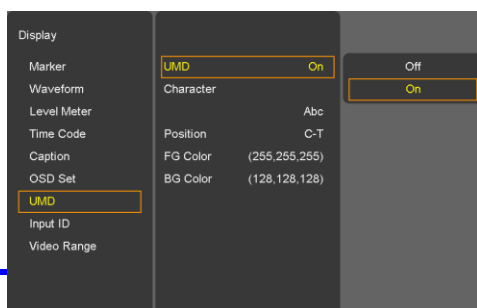 Display
Marker
Waveform
Level Meter
Time Code
Caption
OSD Set
UMD
Input ID
Video Range
UMD On
Character
Abc
Position C-T
FG Color (255,255,255)
BG Color (128,128,128)
Off
On